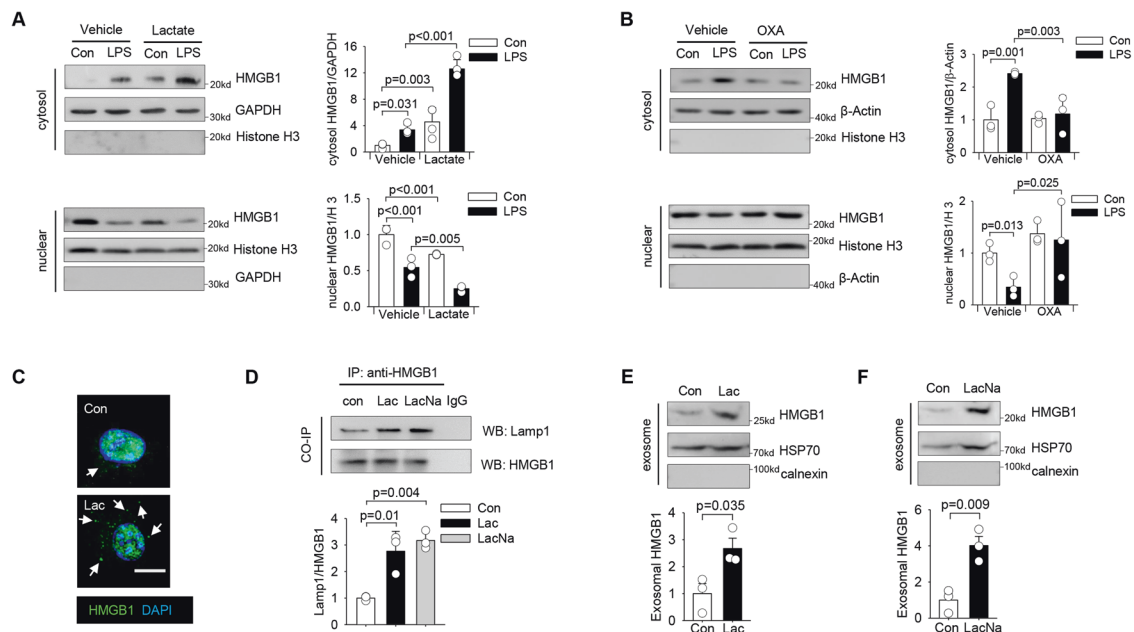 A
Vehicle Lactate
Con LPS Con LPS
HMGB1
20kd
GAPDH
30kd
20kd Histone H3
cytosol
HMGB1
20kd
20kd Histone H3
GAPDH
30kd
nuclear
cytosol HMGB1/GAPDH
16
12
8
4
0
p<0.001
p=0.003
p=0.031
Con
LPS
Vehicle Lactate
nuclear HMGB1/H 3
1.5
1.0
0.5
0.0
p<0.001
p<0.001
p=0.005
Con
LPS
Vehicle Lactate
B
Vehicle OXA
Con LPS Con LPS
HMGB1
20kd
β-Actin
40kd
20kd Histone H3
cytosol
HMGB1
20kd
Histone H3
20kd
β-Actin
40kd
nuclear
cytosol HMGB1/β-Actin
3
2
1
0
p=0.003
p=0.001
Con
LPS
Vehicle OXA
nuclear HMGB1/H 3
3
2
1
0
p=0.025
p=0.013
Con
LPS
Vehicle OXA
C
Con
Lac
HMGB1 DAPI
D
IP: anti-HMGB1
con Lac LacNa IgG
WB: Lamp1
WB: HMGB1
CO-IP
Lamp1/HMGB1
4
3
2
1
0
p=0.004
p=0.01
Con
Lac
LacNa
E
Con Lac
HMGB1
25kd
HSP70
70kd
100kd calnexin
exosome
Exosomal HMGB1
4
3
2
1
0
p=0.035
Con Lac
F
Con LacNa
HMGB1
20kd
HSP70
70kd
100kd calnexin
exosome
Exosomal HMGB1
6
4
2
0
p=0.009
Con LacNa